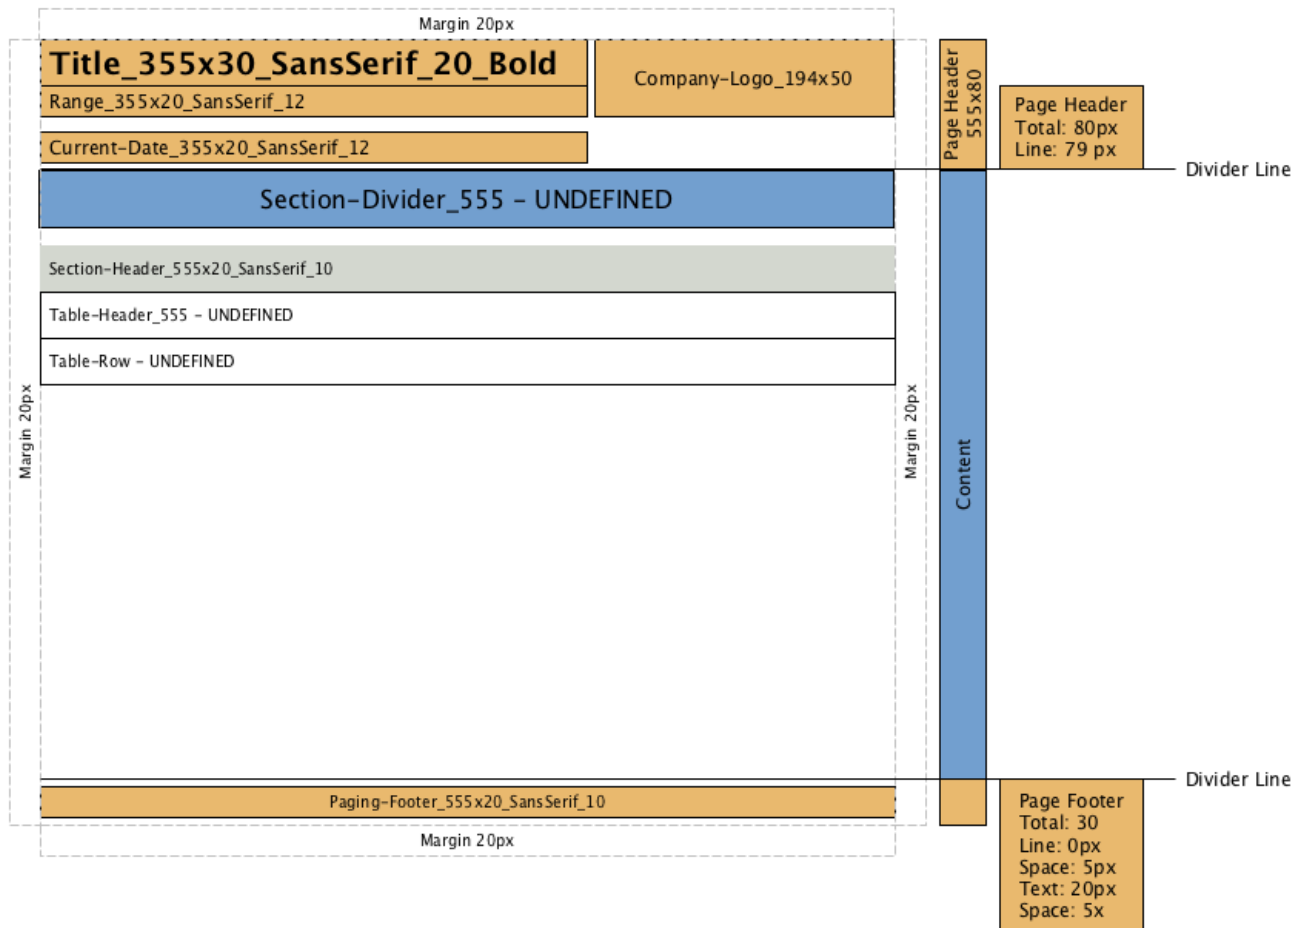 Margin 20px
Title_355x30_SansSerif_20_Bold
Range_355x20_SansSerif_12
Company-Logo_194x50
Current-Date_355x20_SansSerif_12
Page Header
555x80
Page Header
Total: 80px
Line: 79 px
Divider Line
Section-Divider_555 - UNDEFINED
Section-Header_555x20_SansSerif_10
Table-Header_555 - UNDEFINED
Table-Row - UNDEFINED
Margin 20px
Margin 20px
Content
Divider Line
Paging-Footer_555x20_SansSerif_10
Margin 20px
Page Footer
Total: 30
Line: 0px
Space: 5px
Text: 20px
Space: 5x